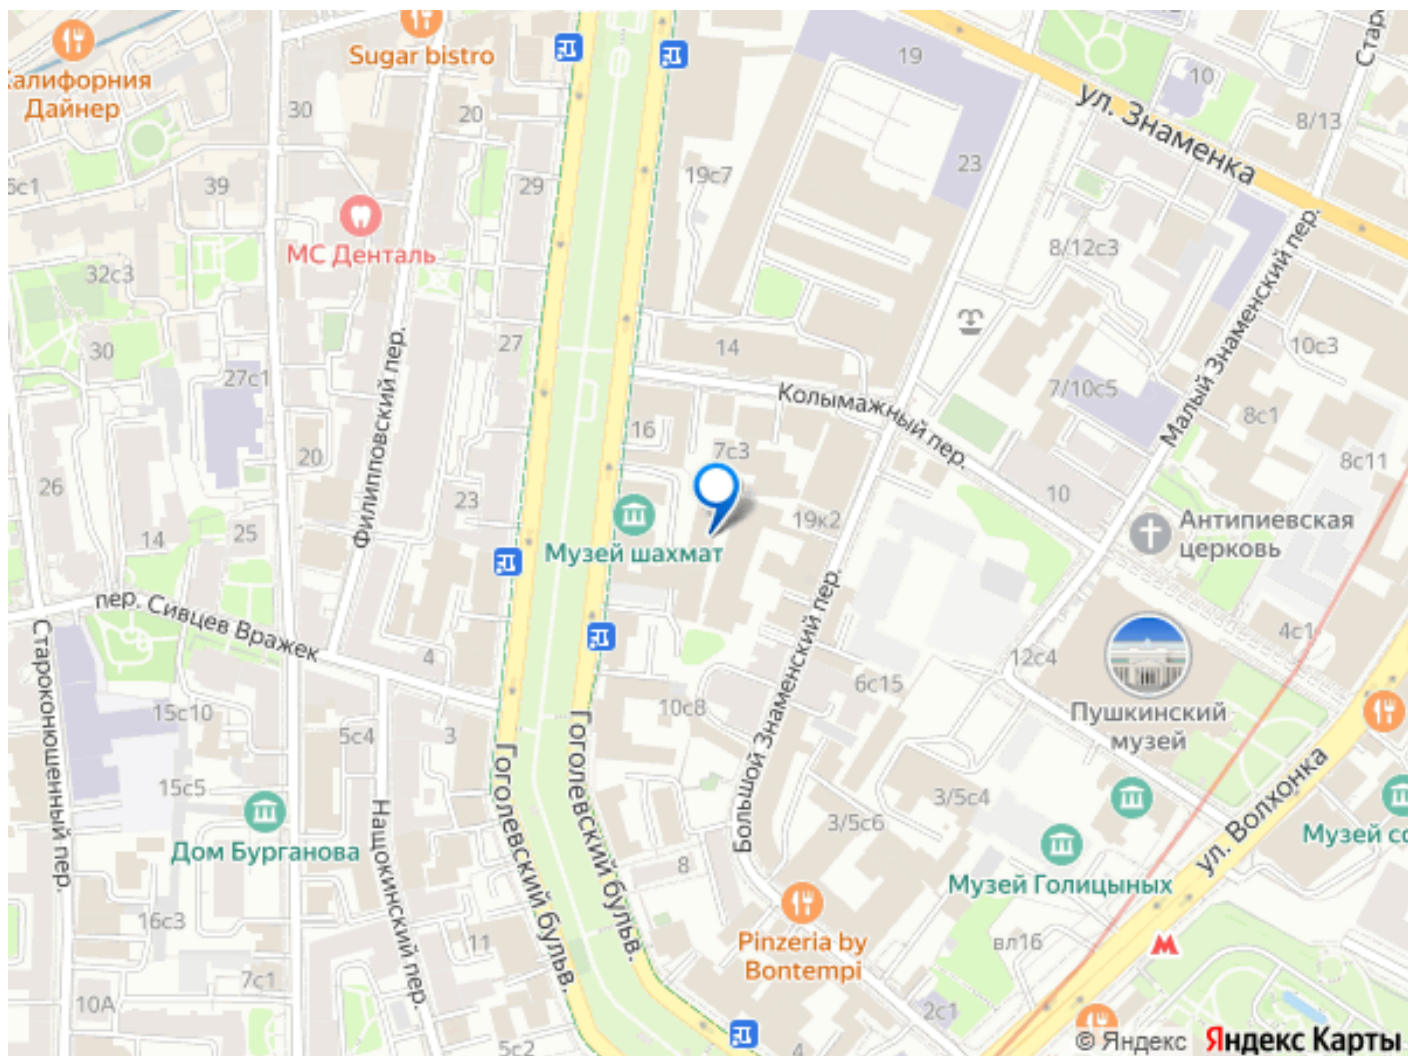 Sugar bistro
Калифорния
Дайнер
19
10
ул. Знаменка
8/13
30
20
23
6с1
39
29
19с7
МС Денталь
8/12с3
Малый Знаменский пер.
32с3
30
27
14
10с3
27с1
Филипповский пер.
Колымажный пер.
7/10с5
8с1
16
7с3
20
8с11
26
23
10
14
25
Музей шахмат
19к2
Антипиевская
церковь
пер. Сивцев Вражек
Староконюшенный пер.
4
4с1
12с4
Большой Знаменский пер.
6с15
10с8
Пушкинский
музей
15с10
5с4
3
Гоголевский бульв.
Гоголевский бульв.
15с5
Нащокинский пер.
3/5с4
3/5с6
ул. Волхонка
Дом Бурганова
8
Музей Голицыных
16с3
11
Pinzeria by
Bontempi
вл16
7с1
10А
2с1
5с2
4
© Яндекс Яндекс Карты